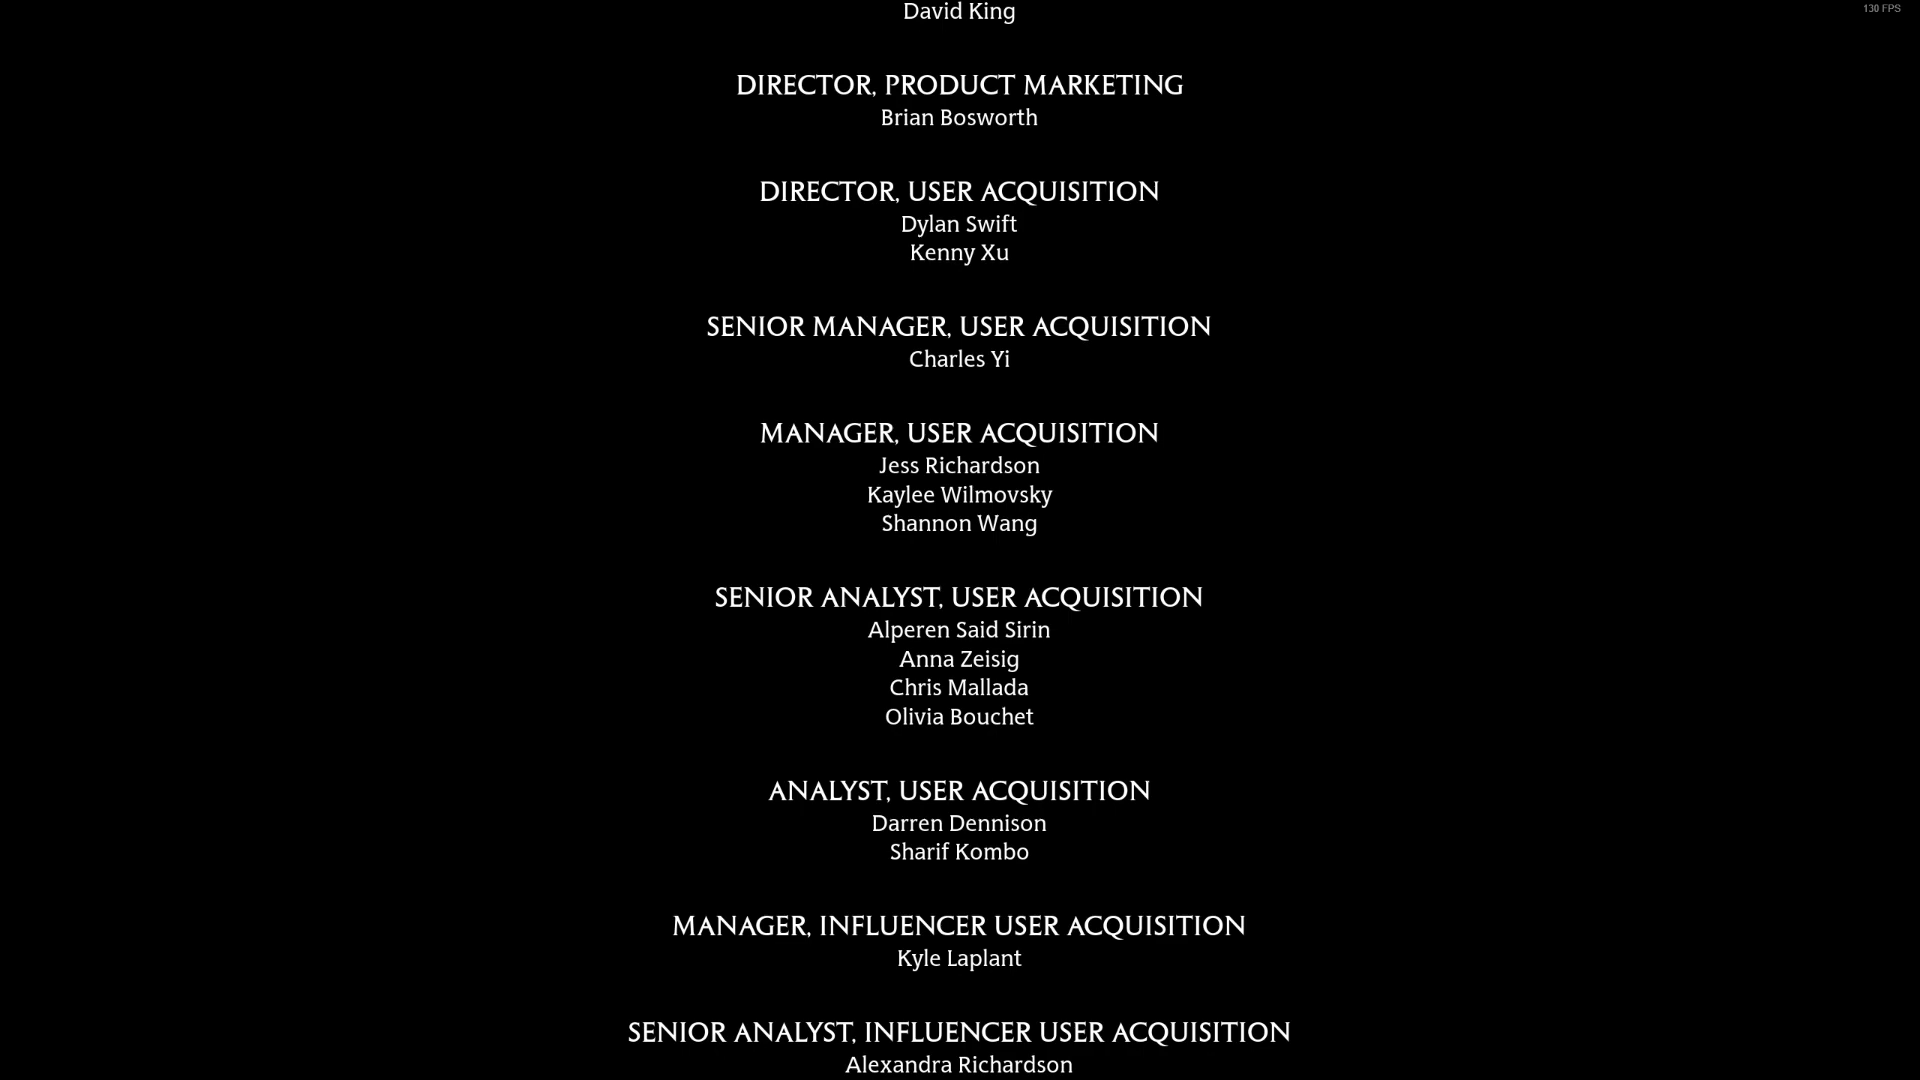 David King
130 FPS
DIRECTOR, PRODUCT MARKETING
Brian Bosworth
DIRECTOR, USER ACQUISITION
Dylan Swift
Kenny Xu
SENIOR MANAGER, USER ACQUISITION
Charles Yi
MANAGER, USER ACQUISITION
Jess Richardson
Kaylee Wilmovsky
Shannon Wang
SENIOR ANALYST, USER ACQUISITION
Alperen Said Sirin
Anna Zeisig
Chris Mallada
Olivia Bouchet
ANALYST, USER ACQUISITION
Darren Dennison
Sharif Kombo
MANAGER, INFLUENCER USER ACQUISITION
Kyle Laplant
SENIOR ANALYST, INFLUENCER USER ACQUISITION
Alexandra Richardson